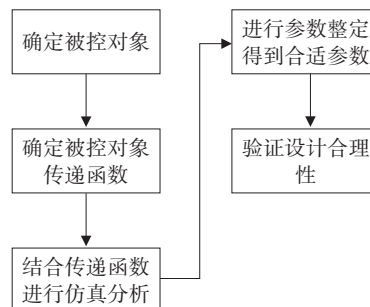 确定被控对象
确定被控对象
传递函数
结合传递函数
进行仿真分析
进行参数整定
得到合适参数
验证设计合理
性